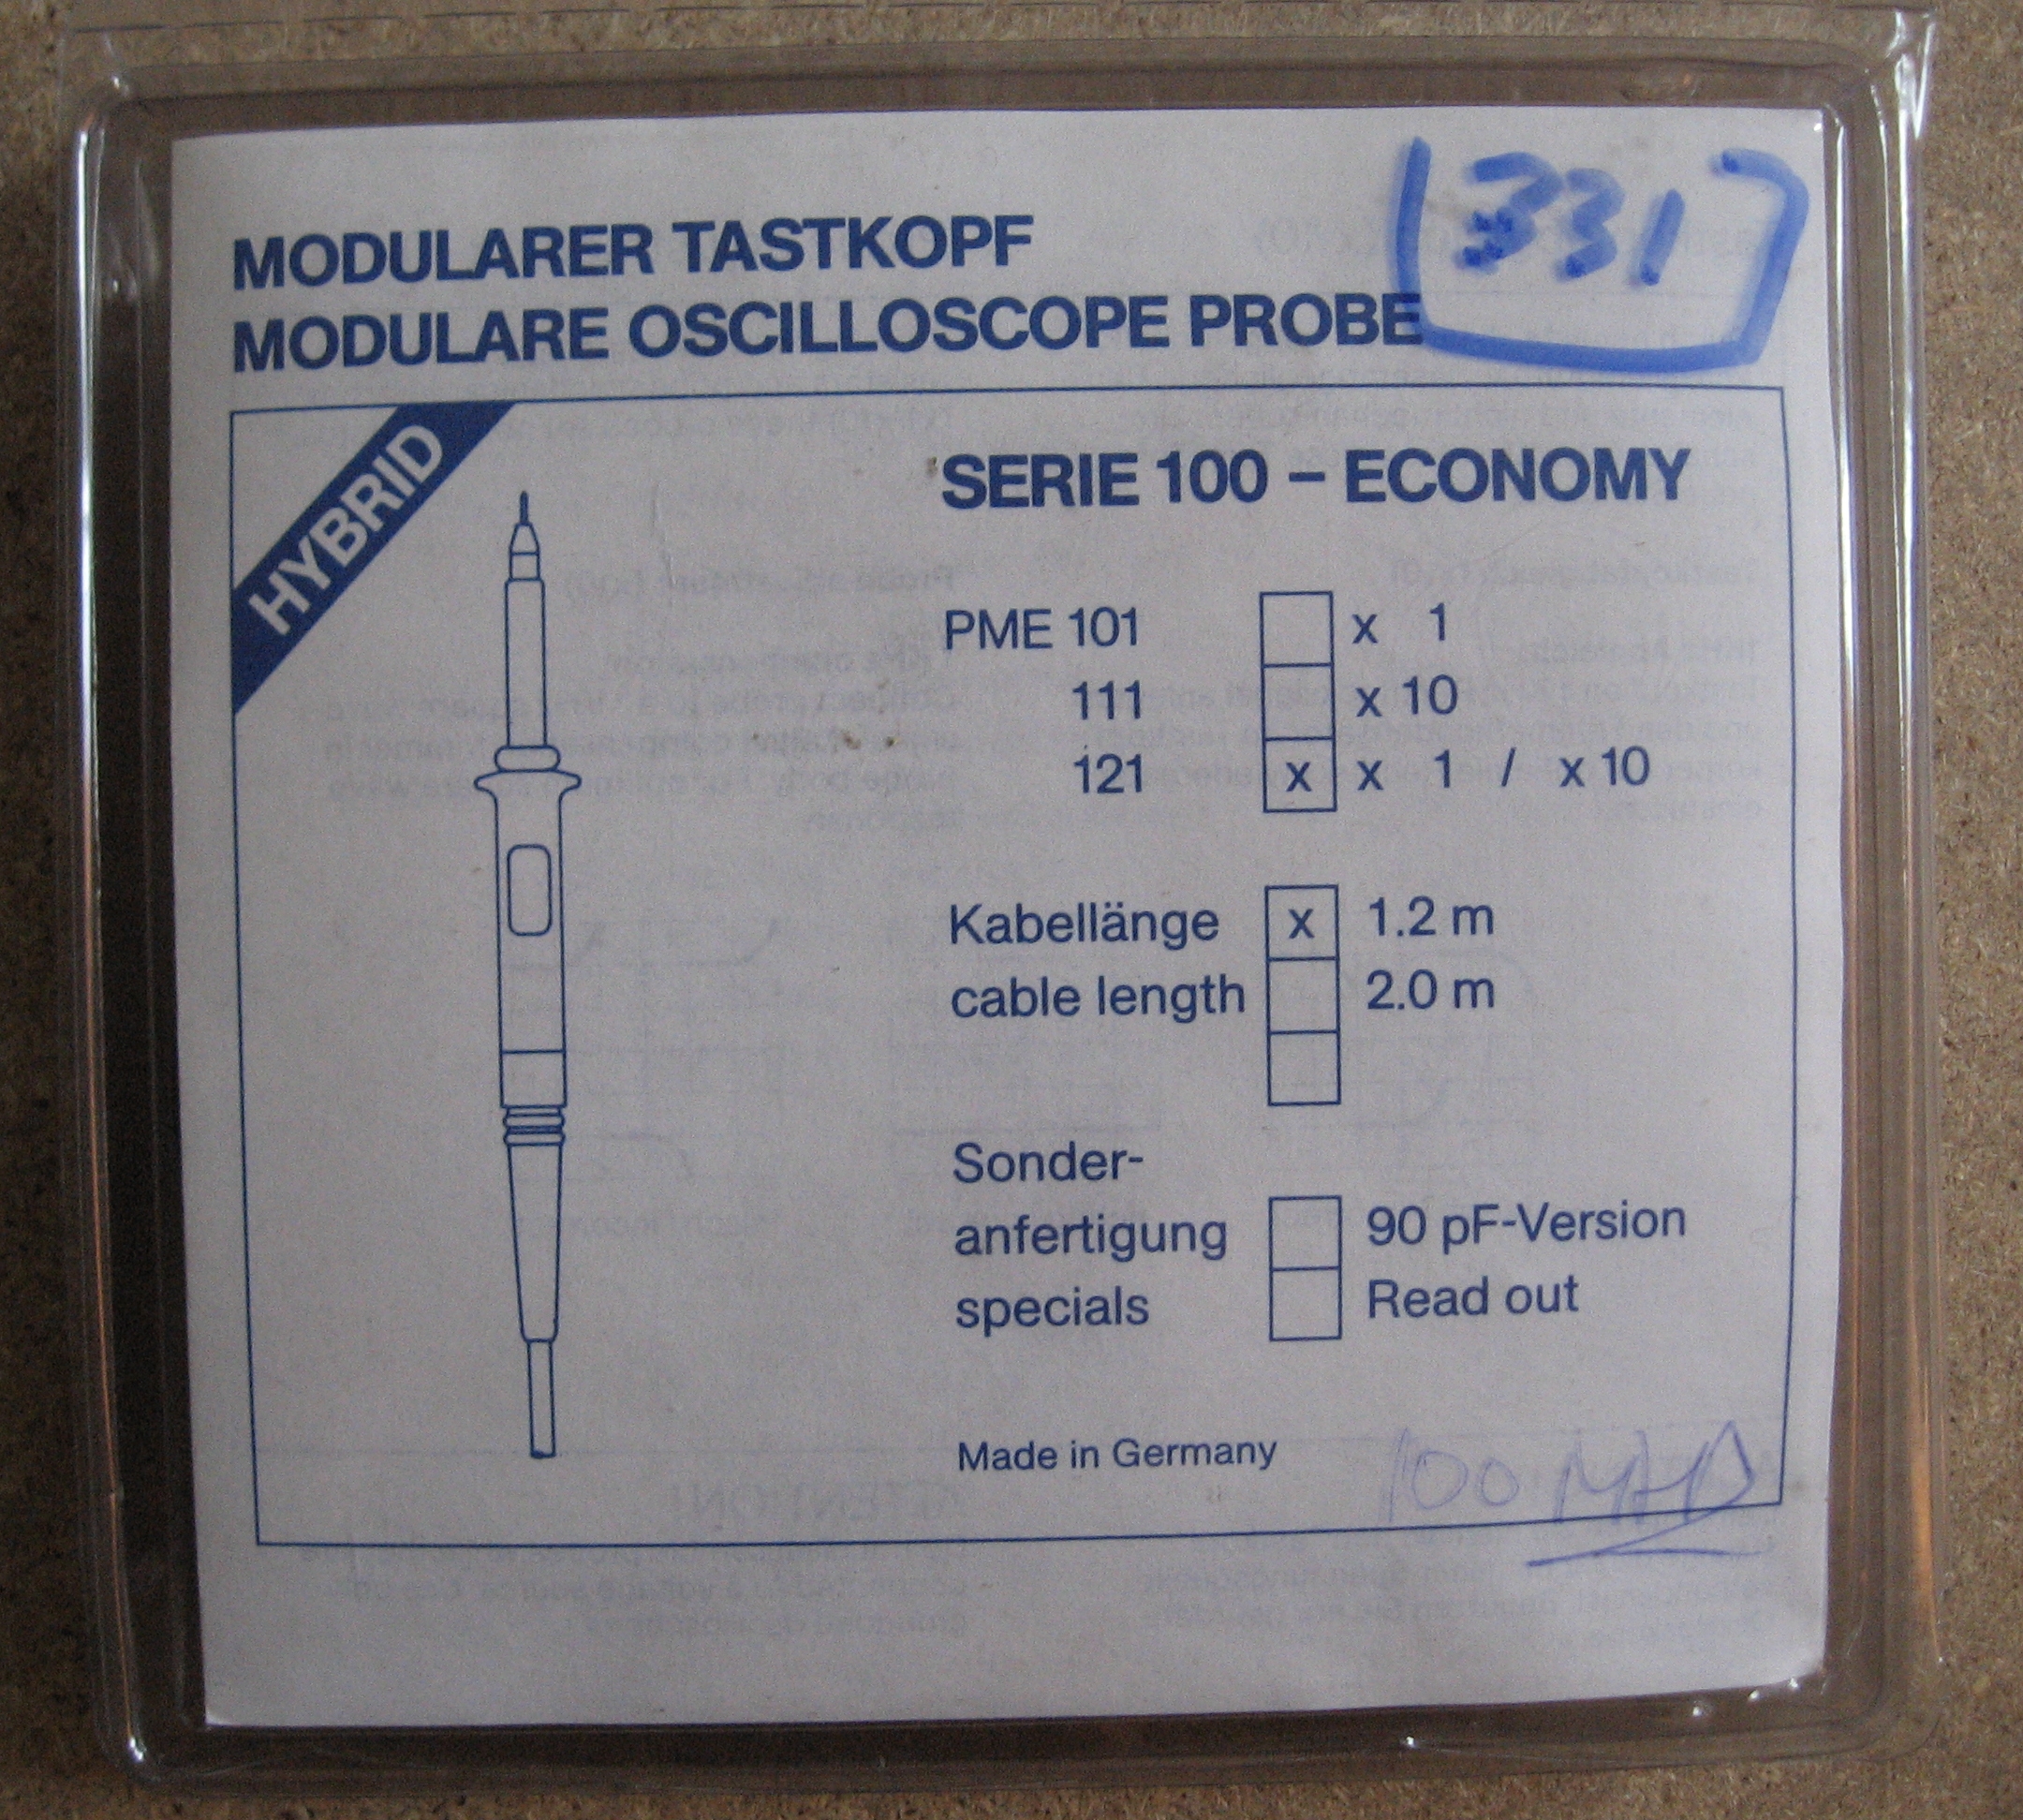 331
MODULARER TASTKOPF
MODULARE OSCILLOSCOPE PROBE
HYBRID
SERIE 100 – ECONOMY
PME 101 x 1
111 x 10
121 x x 1 / x 10
Kabellänge x 1.2 m
cable length 2.0 m
Sonder-
anfertigung 90 pF-Version
specials Read out
Made in Germany
100